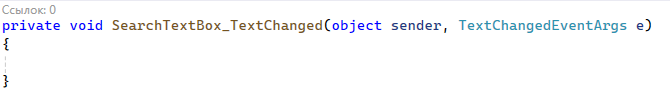 Ссылок: 0
private void SearchTextBox_TextChanged(object sender, TextChangedEventArgs e)
{
}